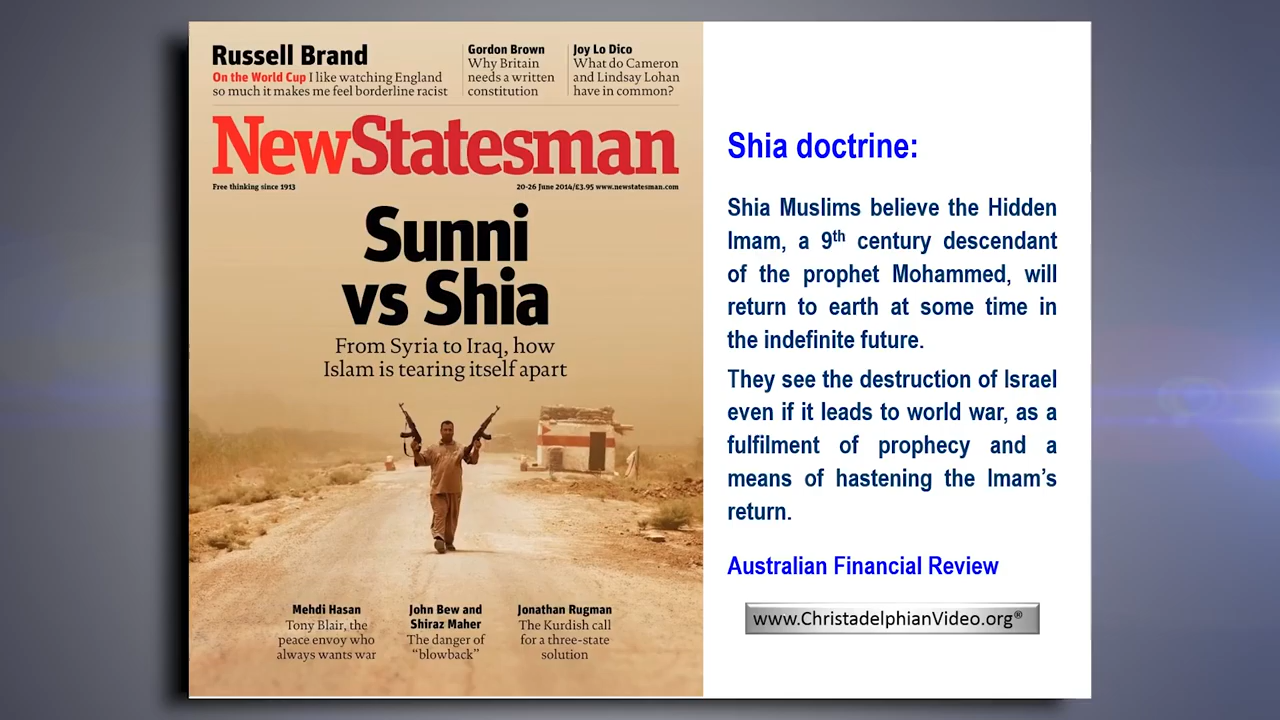 Russell Brand
On the World Cup I like watching England
so much it makes me feel borderline racist
Gordon Brown
Why Britain
needs a written
constitution
Joy Lo Dico
What do Cameron
and Lindsay Lohan
have in common?
NewStatesman
Free thinking since 1913
20-26 June 2014/£3.95 www.newstatesman.com
Sunni
vs Shia
From Syria to Iraq, how
Islam is tearing itself apart
Mehdi Hasan
Tony Blair, the
peace envoy who
always wants war
John Bew and
Shiraz Maher
The danger of
“blowback”
Jonathan Rugman
The Kurdish call
for a three-state
solution
Shia doctrine:
Shia Muslims believe the Hidden
Imam, a 9th century descendant
of the prophet Mohammed, will
return to earth at some time in
the indefinite future.
They see the destruction of Israel
even if it leads to world war, as a
fulfilment of prophecy and a
means of hastening the Imam’s
return.
Australian Financial Review
www.ChristadelphianVideo.org®